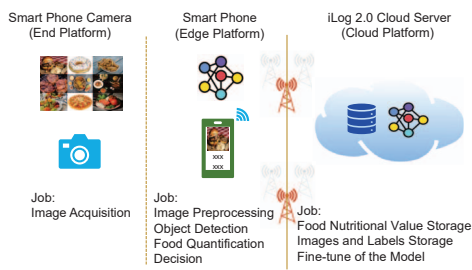 Smart Phone Camera
(End Platform)
Smart Phone
(Edge Platform)
iLog 2.0 Cloud Server
(Cloud Platform)
xxx
xxx
Job:
Image Acquisition
Job:
Image Preprocessing
Object Detection
Food Quantification
Decision
Job:
Food Nutritional Value Storage
Images and Labels Storage
Fine-tune of the Model